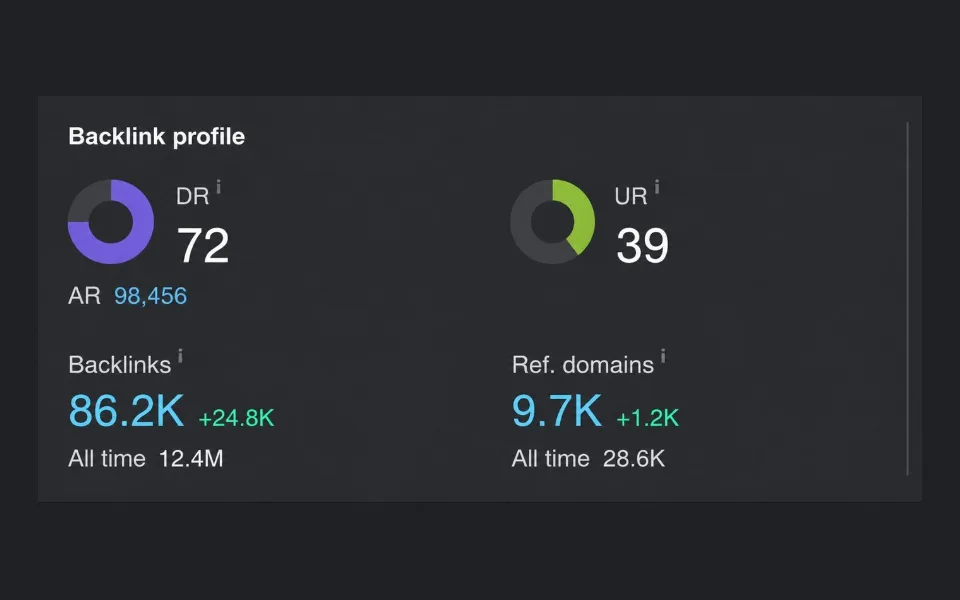 Backlink profile
DR i
72
AR 98,456
UR i
39
Backlinks i
86.2K +24.8K
All time 12.4M
Ref. domains i
9.7K +1.2K
All time 28.6K